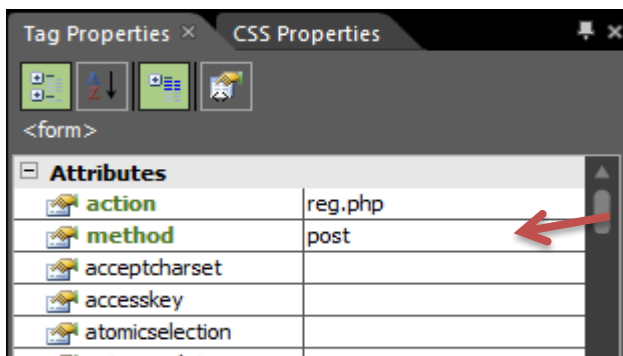 Tag Properties × CSS Properties
<form>
Attributes
action reg.php
method post
acceptcharset
accesskey
atomicselection